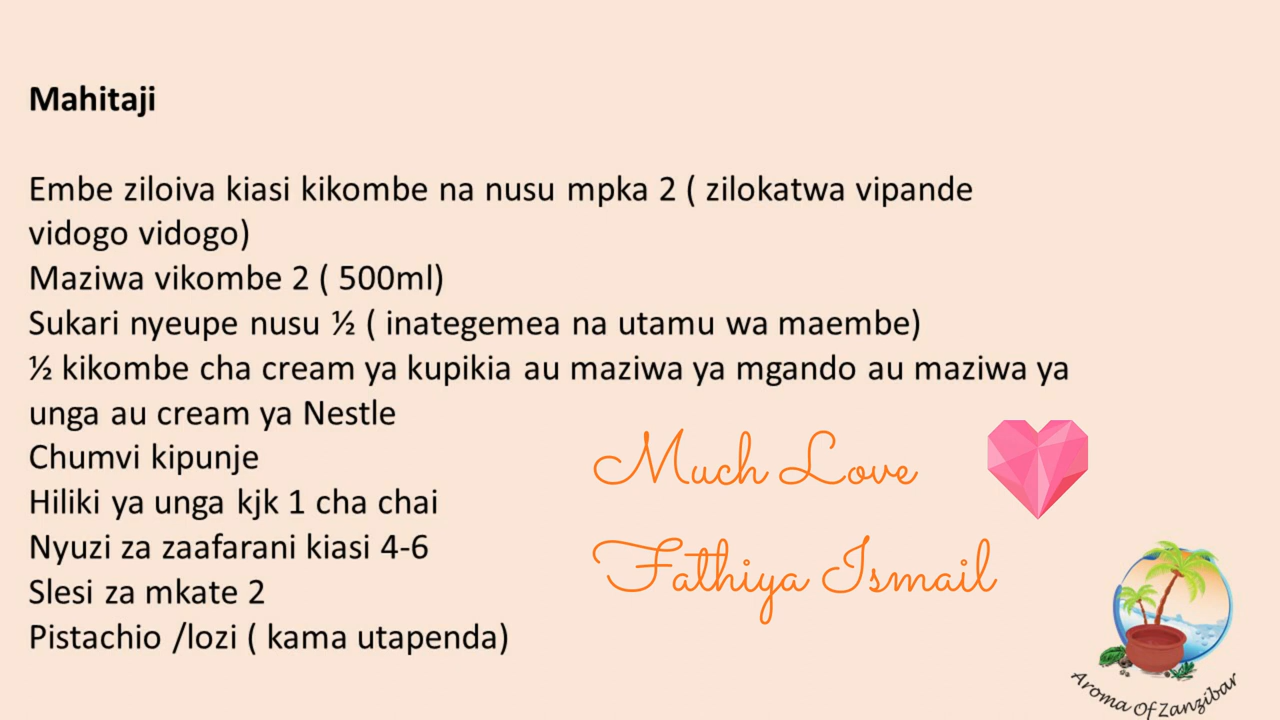 Mahitaji
Embe ziloiva kiasi kikombe na nusu mpka 2 ( zilokatwa vipande
vidogo vidogo)
Maziwa vikombe 2 ( 500ml)
Sukari nyeupe nusu ½ ( inategemea na utamu wa maembe)
½ kikombe cha cream ya kupikia au maziwa ya mgando au maziwa ya
unga au cream ya Nestle
Chumvi kipunje
Hiliki ya unga kjk 1 cha chai
Nyuzi za zaafarani kiasi 4-6
Slesi za mkate 2
Pistachio /lozi ( kama utapenda)
Much Love
Fathiya Ismail
Aroma Of Zanzibar